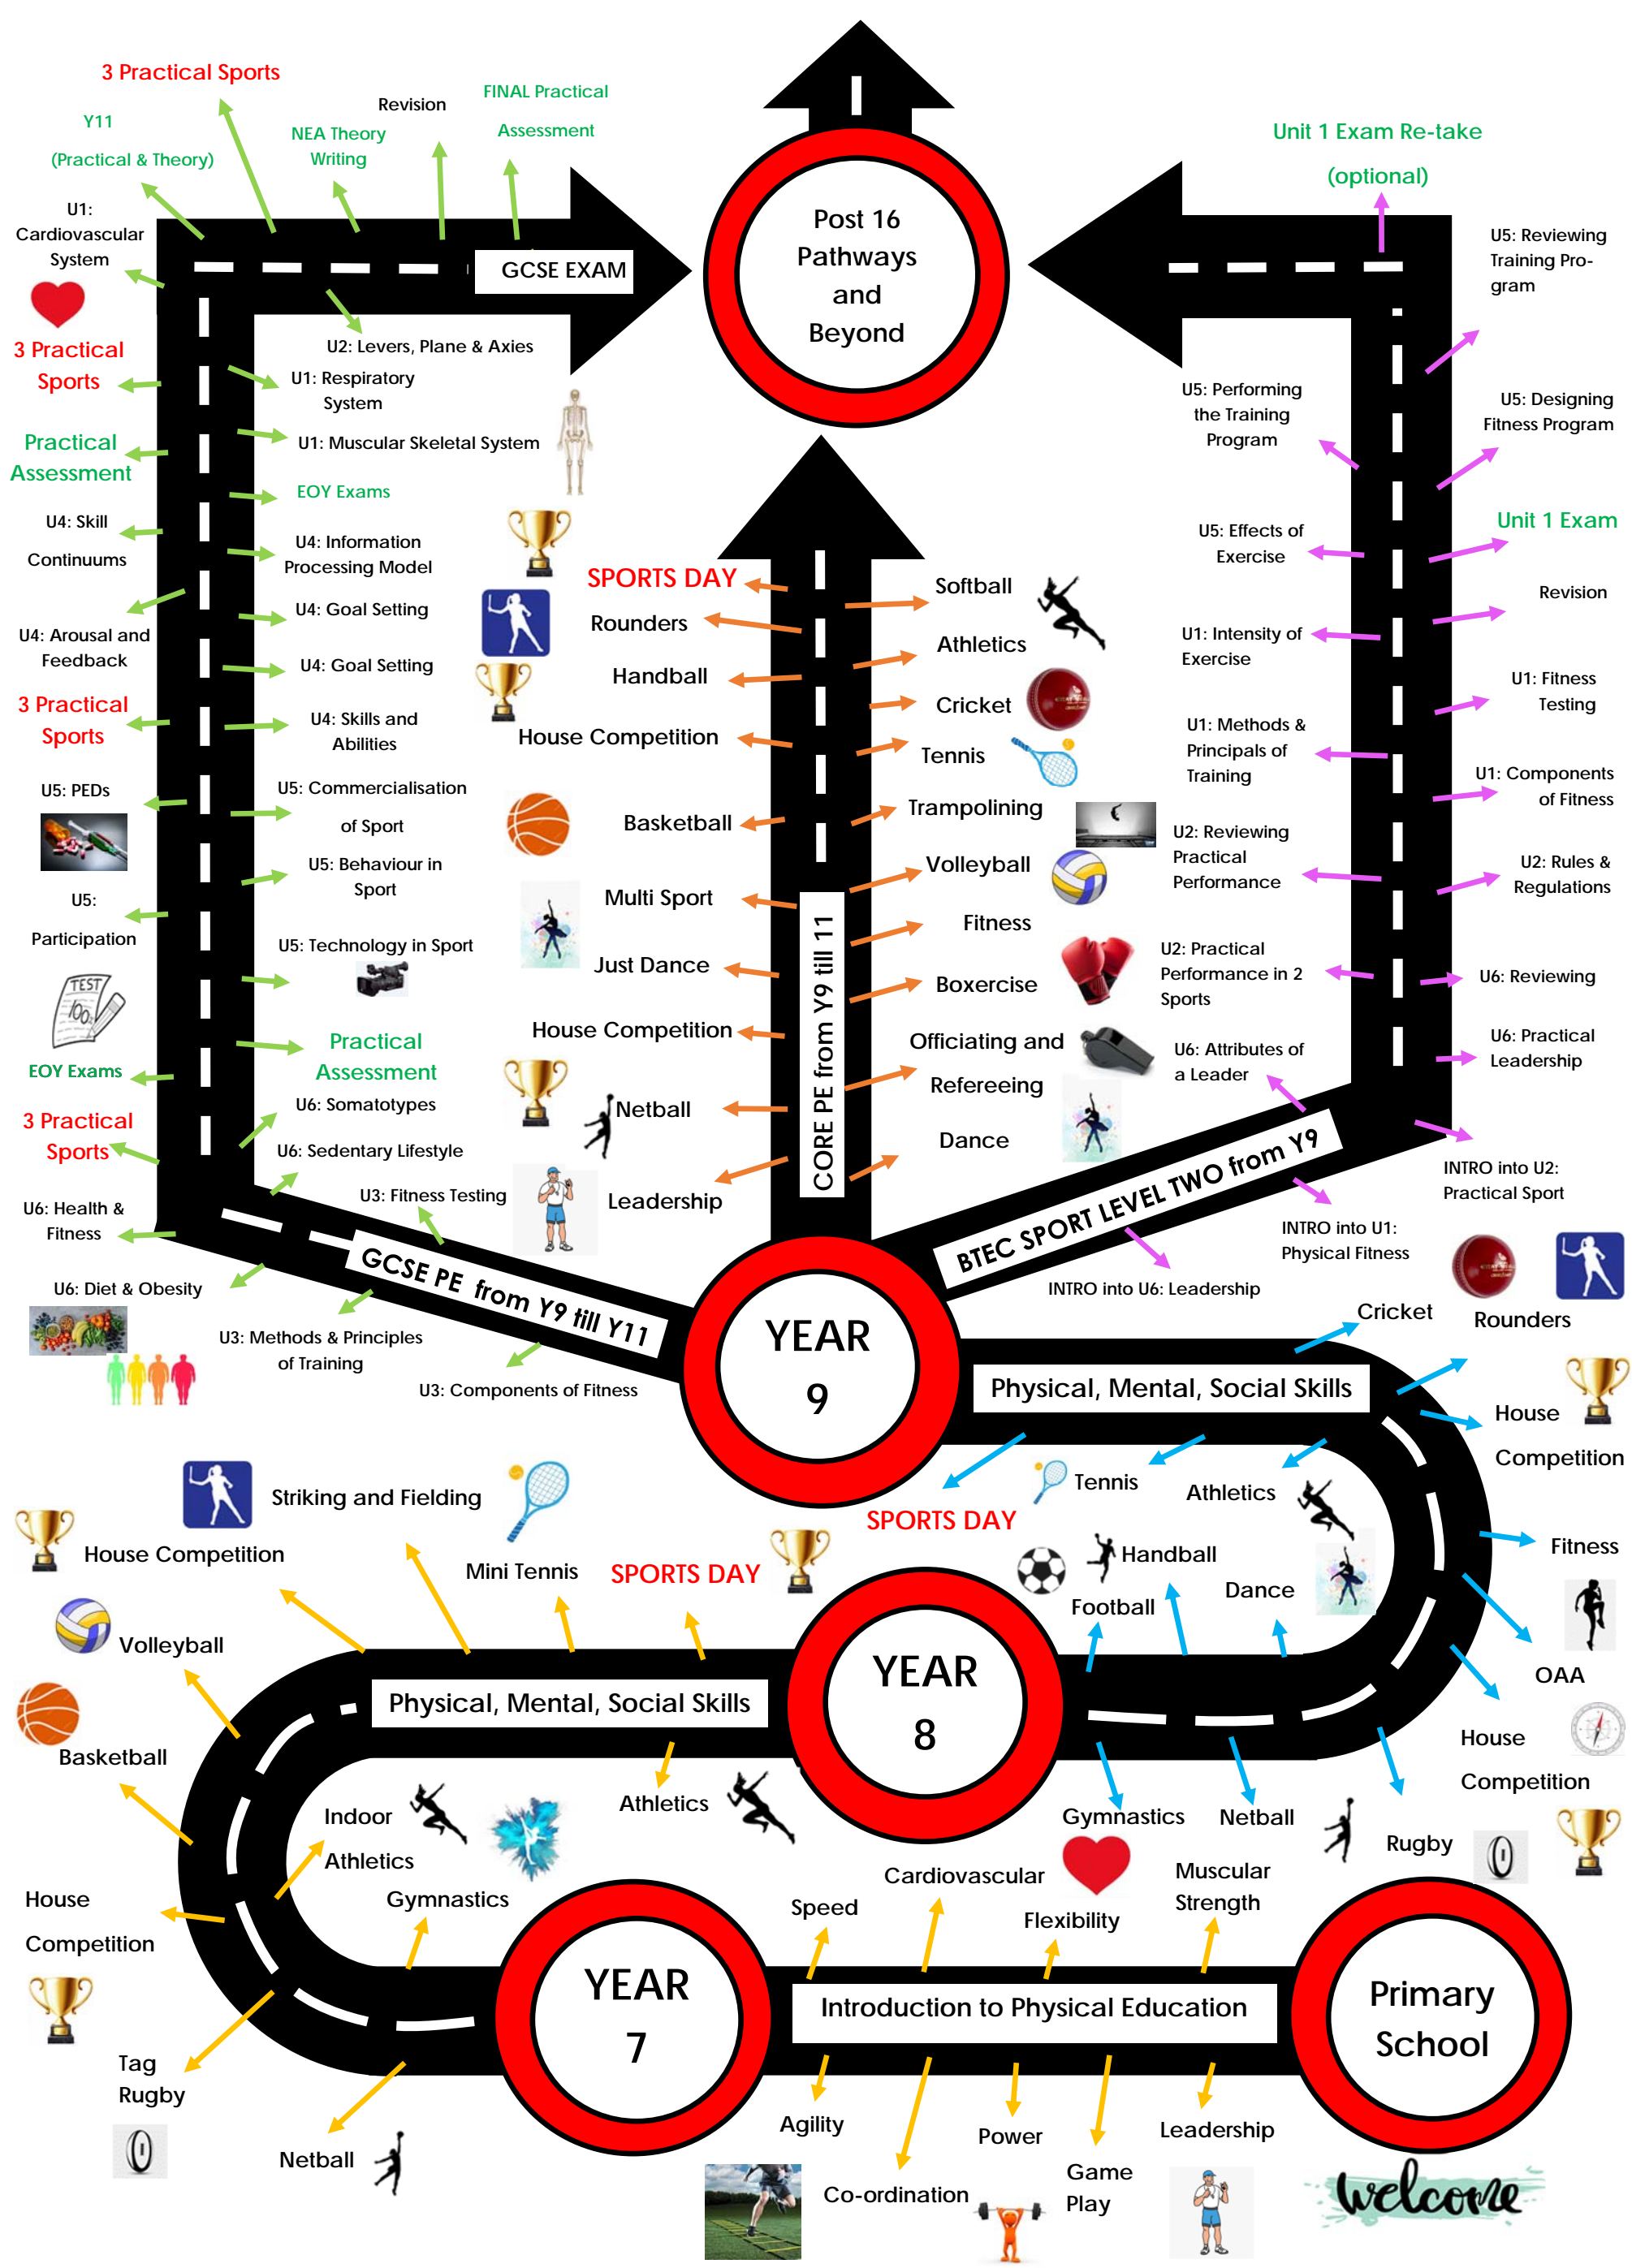 3 Practical Sports
Y11
(Practical & Theory)
NEA Theory
Writing
Revision
FINAL Practical
Assessment
GCSE EXAM
U1:
Cardiovascular
System
3 Practical
Sports
Practical
Assessment
U4: Skill
Continuums
U4: Arousal and
Feedback
3 Practical
Sports
U5: PEDs
U5:
Participation
TEST
100
EOY Exams
3 Practical
Sports
U6: Health &
Fitness
U6: Diet & Obesity
U2: Levers, Plane & Axies
U1: Respiratory
System
U1: Muscular Skeletal System
EOY Exams
U4: Information
Processing Model
U4: Goal Setting
U4: Goal Setting
U4: Skills and
Abilities
U5: Commercialisation
of Sport
U5: Behaviour in
Sport
U5: Technology in Sport
Practical
Assessment
U6: Somatotypes
U6: Sedentary Lifestyle
U3: Fitness Testing
GCSE PE from Y9 till Y11
U3: Methods & Principles
of Training
U3: Components of Fitness
Post 16
Pathways
and
Beyond
SPORTS DAY
Rounders
Handball
House Competition
Basketball
Multi Sport
Just Dance
House Competition
Netball
Leadership
CORE PE from Y9 till 11
Softball
Athletics
Cricket
Tennis
Trampolining
Volleyball
Fitness
Boxercise
Officiating and
Refereeing
Dance
Unit 1 Exam Re-take
(optional)
U5: Reviewing
Training Pro-
gram
U5: Performing
the Training
Program
U5: Designing
Fitness Program
Unit 1 Exam
U5: Effects of
Exercise
Revision
U1: Intensity of
Exercise
U1: Fitness
Testing
U1: Methods &
Principals of
Training
U1: Components
of Fitness
U2: Reviewing
Practical
Performance
U2: Rules &
Regulations
U2: Practical
Performance in 2
Sports
U6: Reviewing
U6: Attributes of
a Leader
U6: Practical
Leadership
BTEC SPORT LEVEL TWO from Y9
INTRO into U2:
Practical Sport
INTRO into U1:
Physical Fitness
INTRO into U6: Leadership
YEAR
9
Physical, Mental, Social Skills
Cricket
Rounders
House
Competition
SPORTS DAY
Tennis
Athletics
Fitness
Handball
Football
Dance
OAA
House
Competition
Gymnastics
Netball
Rugby
YEAR
8
Striking and Fielding
House Competition
Mini Tennis
SPORTS DAY
Volleyball
Physical, Mental, Social Skills
Basketball
Athletics
Indoor
Athletics
House
Competition
Gymnastics
Tag
Rugby
Netball
YEAR
7
Speed
Cardiovascular
Flexibility
Muscular
Strength
Introduction to Physical Education
Agility
Co-ordination
Power
Game
Play
Leadership
Primary
School
welcome